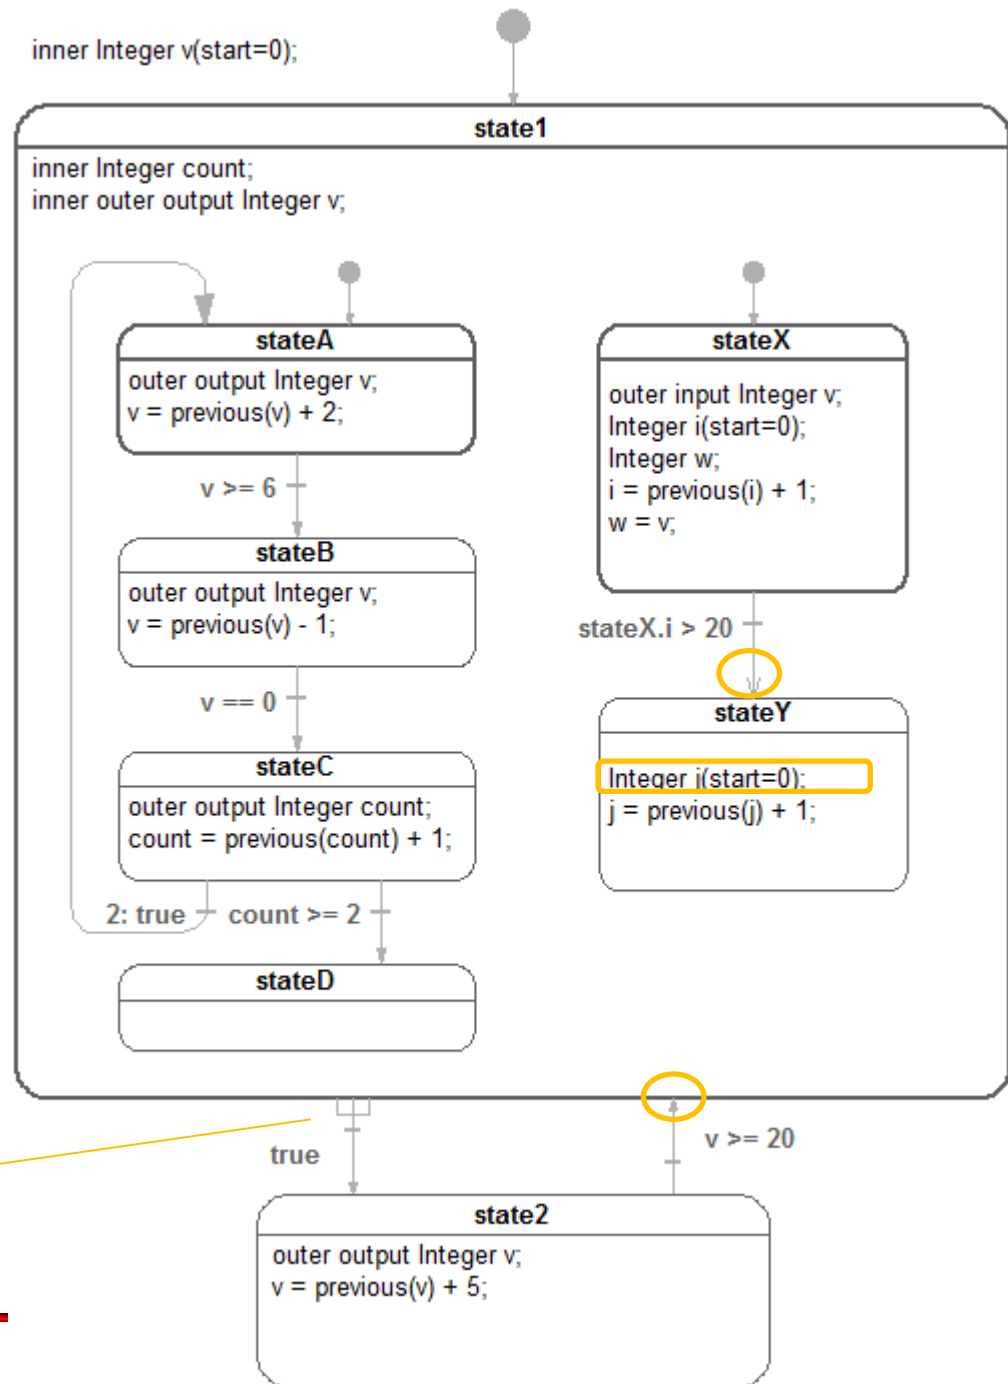 inner Integer v(start=0);
state1
inner Integer count;
inner outer output Integer v;
stateA
outer output Integer v;
v = previous(v) + 2;
v >= 6
stateB
outer output Integer v;
v = previous(v) - 1;
v == 0
stateC
outer output Integer count;
count = previous(count) + 1;
2: true
count >= 2
stateD
stateX
outer input Integer v;
Integer i(start=0);
Integer w;
i = previous(i) + 1;
w = v;
stateX.i > 20
stateY
Integer j(start=0);
j = previous(j) + 1;
true
v >= 20
state2
outer output Integer v;
v = previous(v) + 5;